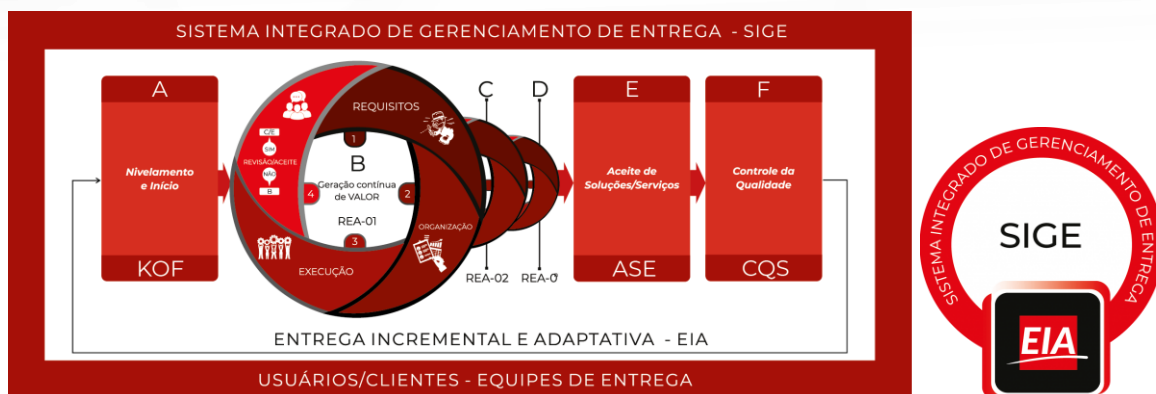 SISTEMA INTEGRADO DE GERENCIAMENTO DE ENTREGA - SIGE
A
Nivelamento
e Início
KOF
REQUISITOS
C/E
SIM
REVISÃO/ACEITE
NÃO
B
1
B
Geração contínua
de VALOR
REA-01
4
2
3
ORGANIZAÇÃO
EXECUÇÃO
C
D
REA-02
REA-0
E
Aceite de
Soluções/Serviços
ASE
F
Controle da
Qualidade
CQS
ENTREGA INCREMENTAL E ADAPTATIVA - EIA
USUÁRIOS/CLIENTES - EQUIPES DE ENTREGA
SISTEMA INTEGRADO DE GERENCIAMENTO DE ENTREGA
SIGE
EIA